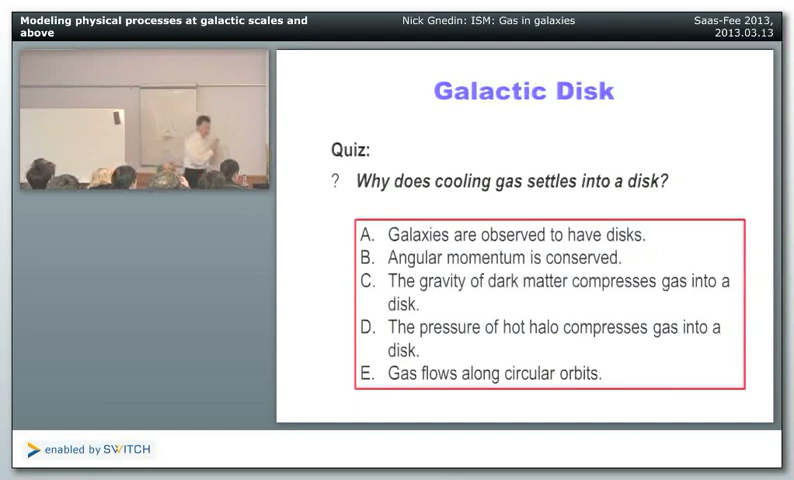 Modeling physical processes at galactic scales and
above
Nick Gnedin: ISM: Gas in galaxies
Saas-Fee 2013,
2013.03.13
Galactic Disk
Quiz:
? Why does cooling gas settles into a disk?
A. Galaxies are observed to have disks.
B. Angular momentum is conserved.
C. The gravity of dark matter compresses gas into a
disk.
D. The pressure of hot halo compresses gas into a
disk.
E. Gas flows along circular orbits.
enabled by SWITCH